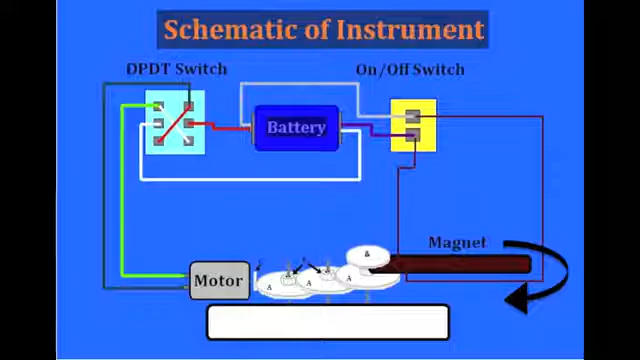 Schematic of Instrument
DPDT Switch
On/Off Switch
Battery
Magnet
&
Motor
A
A
A